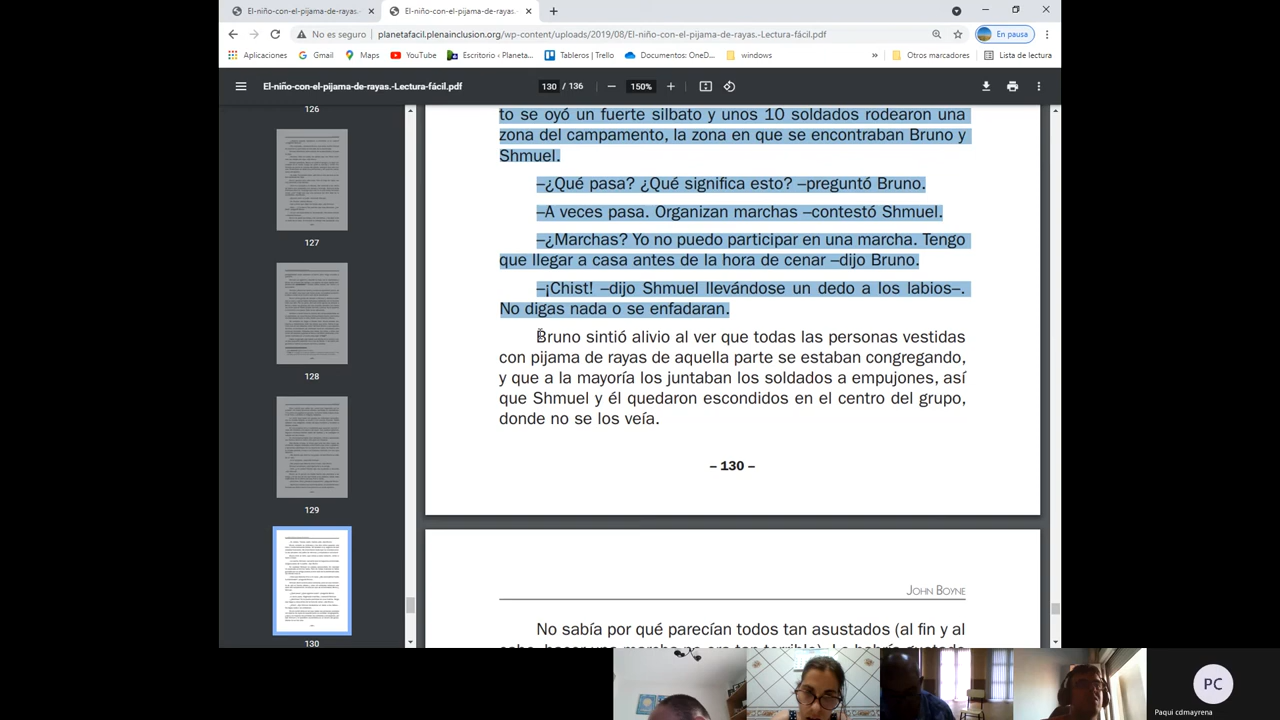 El-niño-con-el-pijama-de-rayas.-
El-niño-con-el-pijama-de-rayas.-
No es seguro
planetafacil.plenainclusion.org/wp-content/uploads/2019/08/El-niño-con-el-pijama-de-rayas.-Lectura-fácil.pdf
En pausa
Aplicaciones Gmail Maps YouTube Escritorio ‹ Planeta... Tableros | Trello Documentos: OneD... windows » Otros marcadores Lista de lectura
El-niño-con-el-pijama-de-rayas.-Lectura-fácil.pdf
130 / 136
150%
126
127
128
129
130
to se oyó un fuerte silbato y unos 10 soldados rodearon una
zona del campamento, la zona en que se encontraban Bruno y
Shmuel.
–¿Qué pasa? ¿Qué significa esto? –preguntó Bruno.
–A veces pasa. Organizan marchas –contestó Shmuel.
–¿Marchas? Yo no puedo participar en una marcha. Tengo
que llegar a casa antes de la hora de cenar –dijo Bruno.
–¡Chist! –dijo Shmuel llevándose un dedo a los labios–.
No digas nada o se enfadaran.
Bruno sintió alivio al ver que todas las personas vestidas
con pijama de rayas de aquella parte se estaban congregando,
y que a la mayoría los juntaban los soldados a empujones, así
que Shmuel y él quedaron escondidos en el centro del grupo,
donde no se los veía.
– 130 –
JOHN BOYNE
No sabía por qué parecían todos tan asustados (al fin y al
PC
Paqui cdmayrena